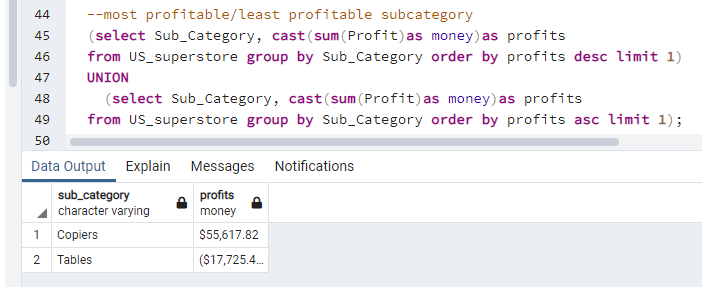 44 --most profitable/least profitable subcategory
45 (select Sub_Category, cast(sum(Profit)as money)as profits
46 from US_superstore group by Sub_Category order by profits desc limit 1)
47 UNION
48 (select Sub_Category, cast(sum(Profit)as money)as profits
49 from US_superstore group by Sub_Category order by profits asc limit 1);
50
Data Output Explain Messages Notifications
sub_category profits
character varying money
1 Copiers $55,617.82
2 Tables ($17,725.4...